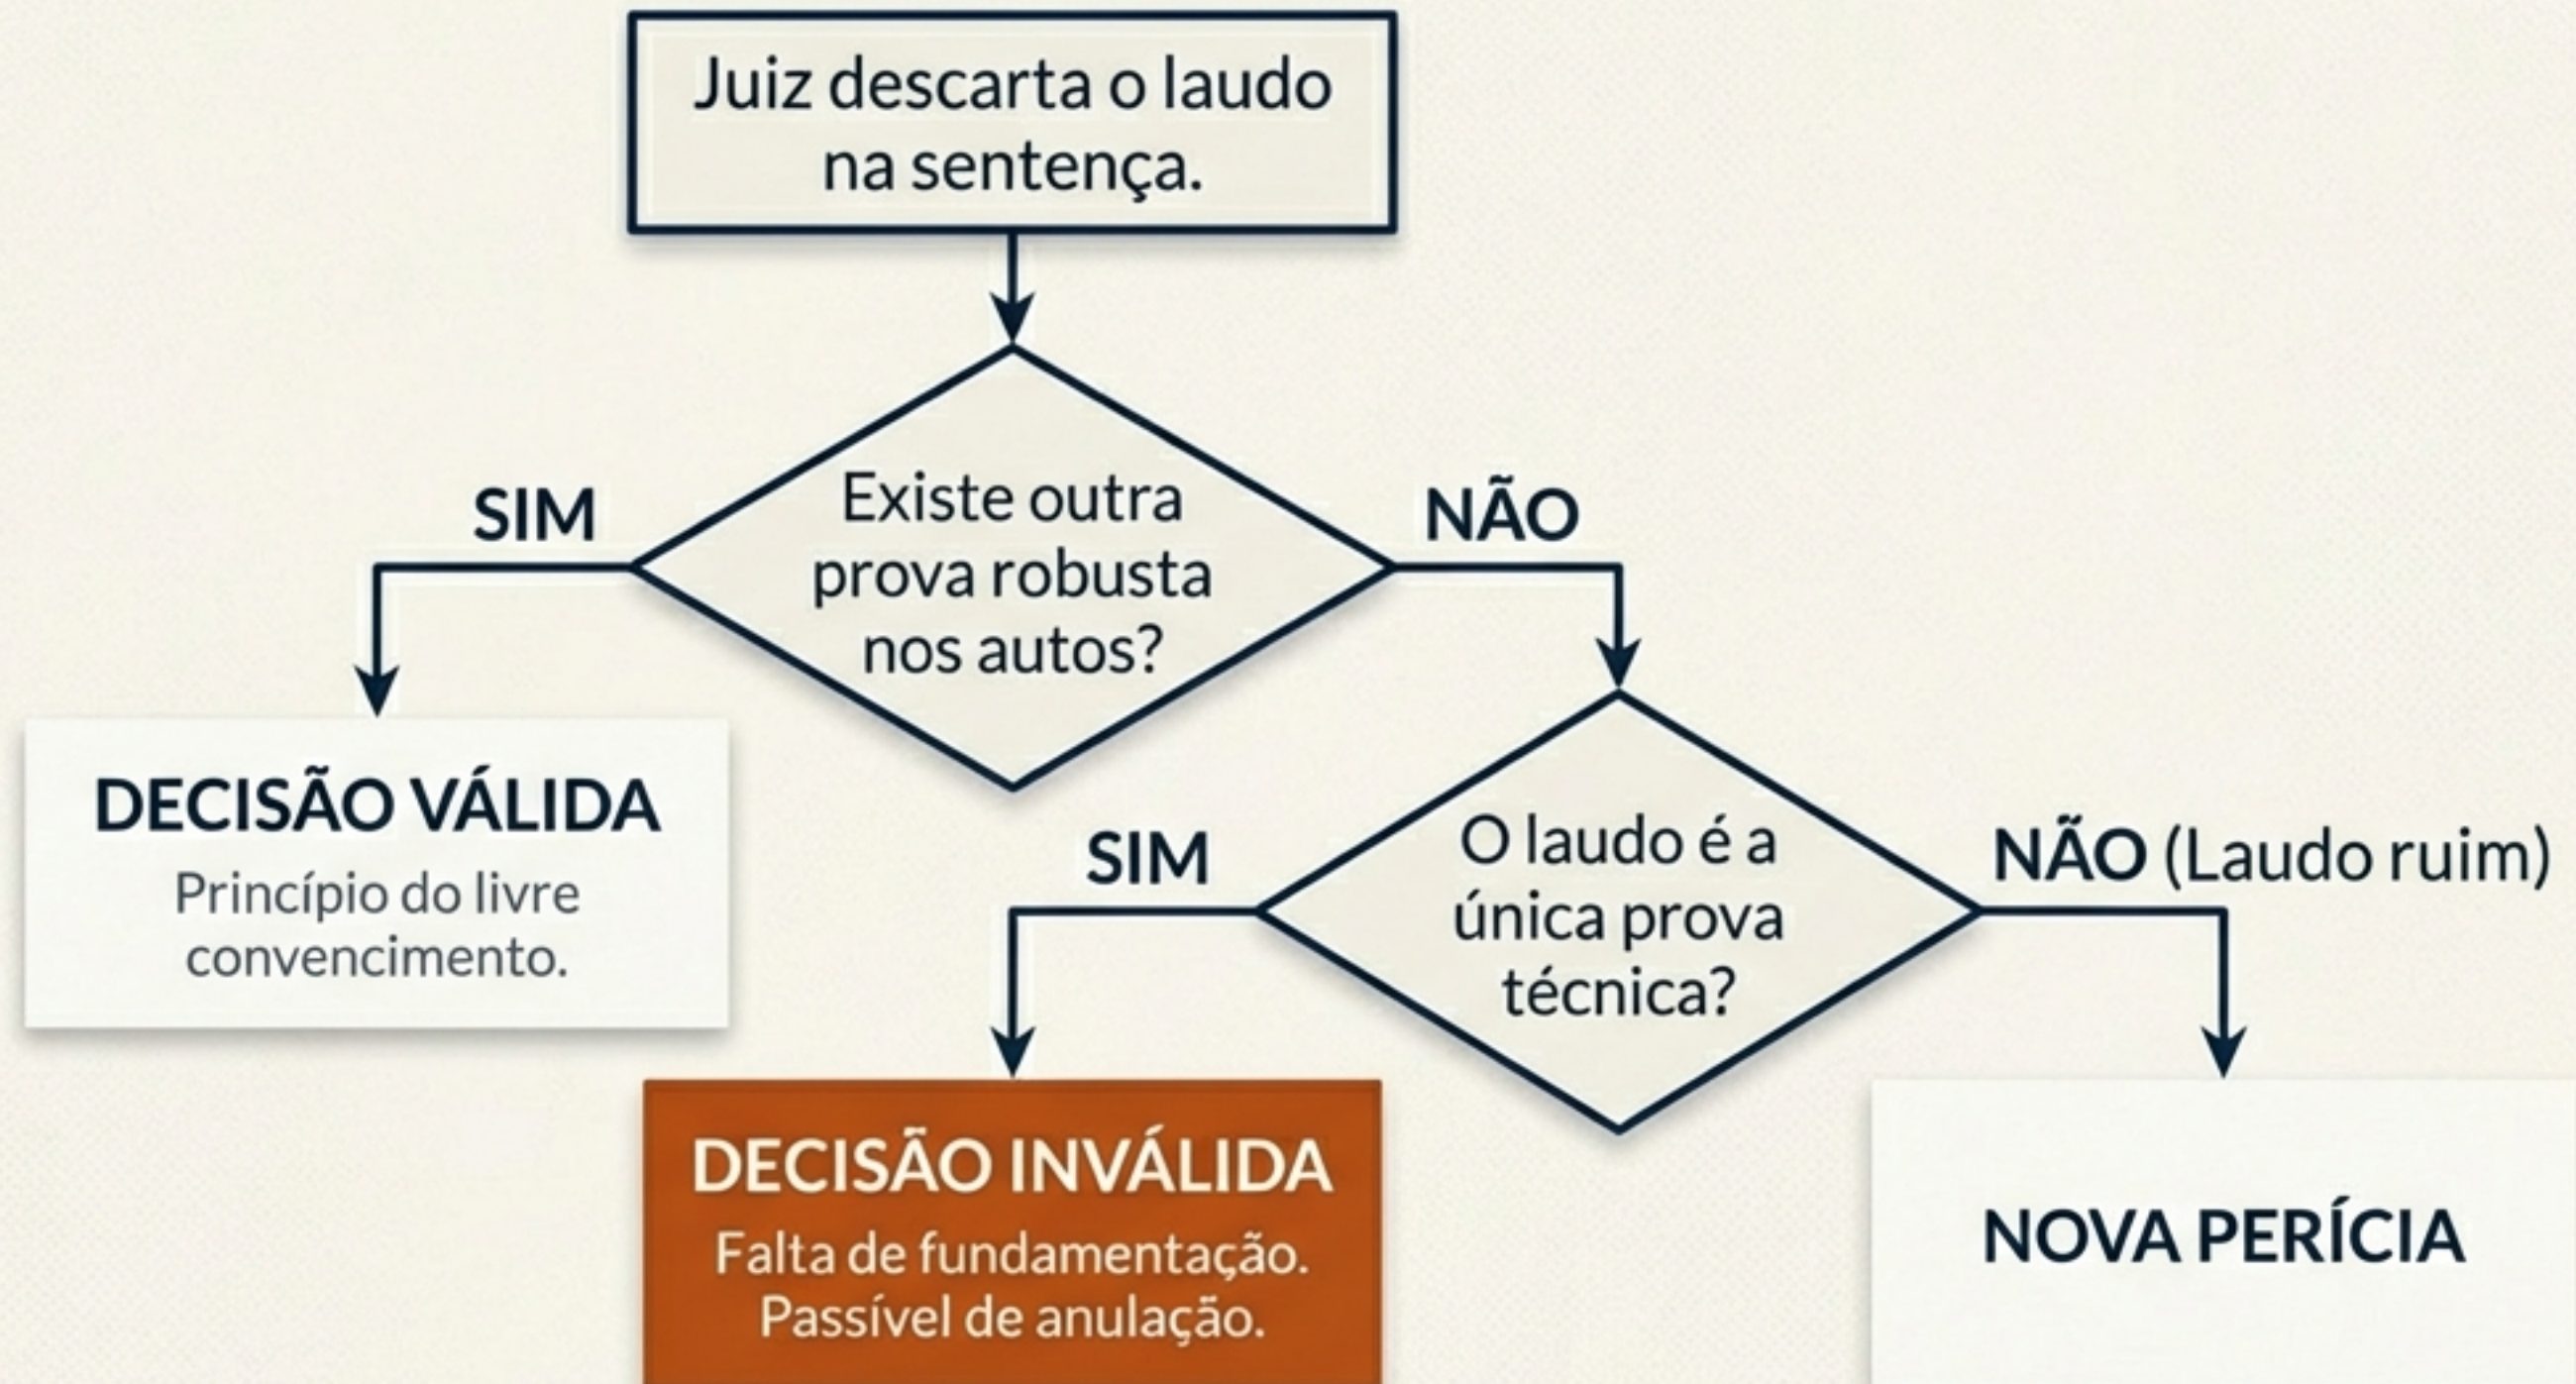 Juiz descarta o laudo
na sentença.
SIM
Existe outra
prova robusta
nos autos?
NÃO
DECISÃO VÁLIDA
Princípio do livre
convencimento.
SIM
O laudo é a
única prova
técnica?
NÃO (Laudo ruim)
DECISÃO INVÁLIDA
Falta de fundamentação.
Passível de anulação.
NOVA PERÍCIA